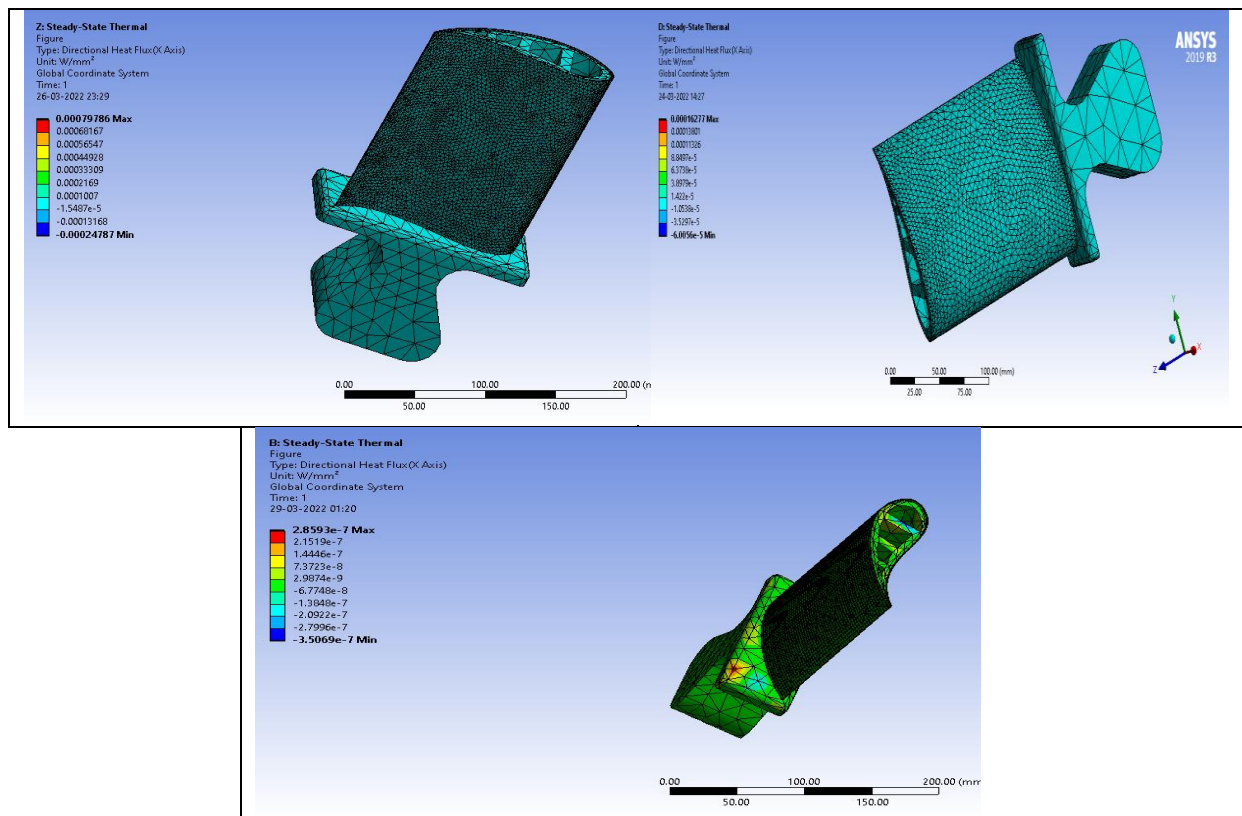 Z: Steady-State Thermal
Figure
Type: Directional Heat Flux(X Axis)
Unit: W/mm²
Global Coordinate System
Time: 1
26-03-2022 23:29
0.00079786 Max
0.00068167
0.00056547
0.00044928
0.00033309
0.0002169
0.0001007
-1.5487e-5
-0.00013168
-0.00024787 Min
0.00
100.00
200.00 (m
50.00
150.00
D: Steady-State Thermal
Figure
Type: Directional Heat Flux(X Axis)
Unit: W/mm²
Global Coordinate System
Time: 1
24-03-2022 14:27
0.00016277 Max
0.00013801
0.00011326
8.8497e-5
6.3738e-5
3.8979e-5
1.422e-5
-1.0538e-5
-3.5297e-5
-6.0056e-5 Min
ANSYS
2019 R3
Y
X
Z
0.00
50.00
100.00 (mm)
25.00
75.00
B: Steady-State Thermal
Figure
Type: Directional Heat Flux(X Axis)
Unit: W/mm²
Global Coordinate System
Time: 1
29-03-2022 01:20
2.8593e-7 Max
2.1519e-7
1.4446e-7
7.3723e-8
2.9874e-9
-6.7748e-8
-1.3848e-7
-2.0922e-7
-2.7996e-7
-3.5069e-7 Min
0.00
100.00
200.00 (mm
50.00
150.00